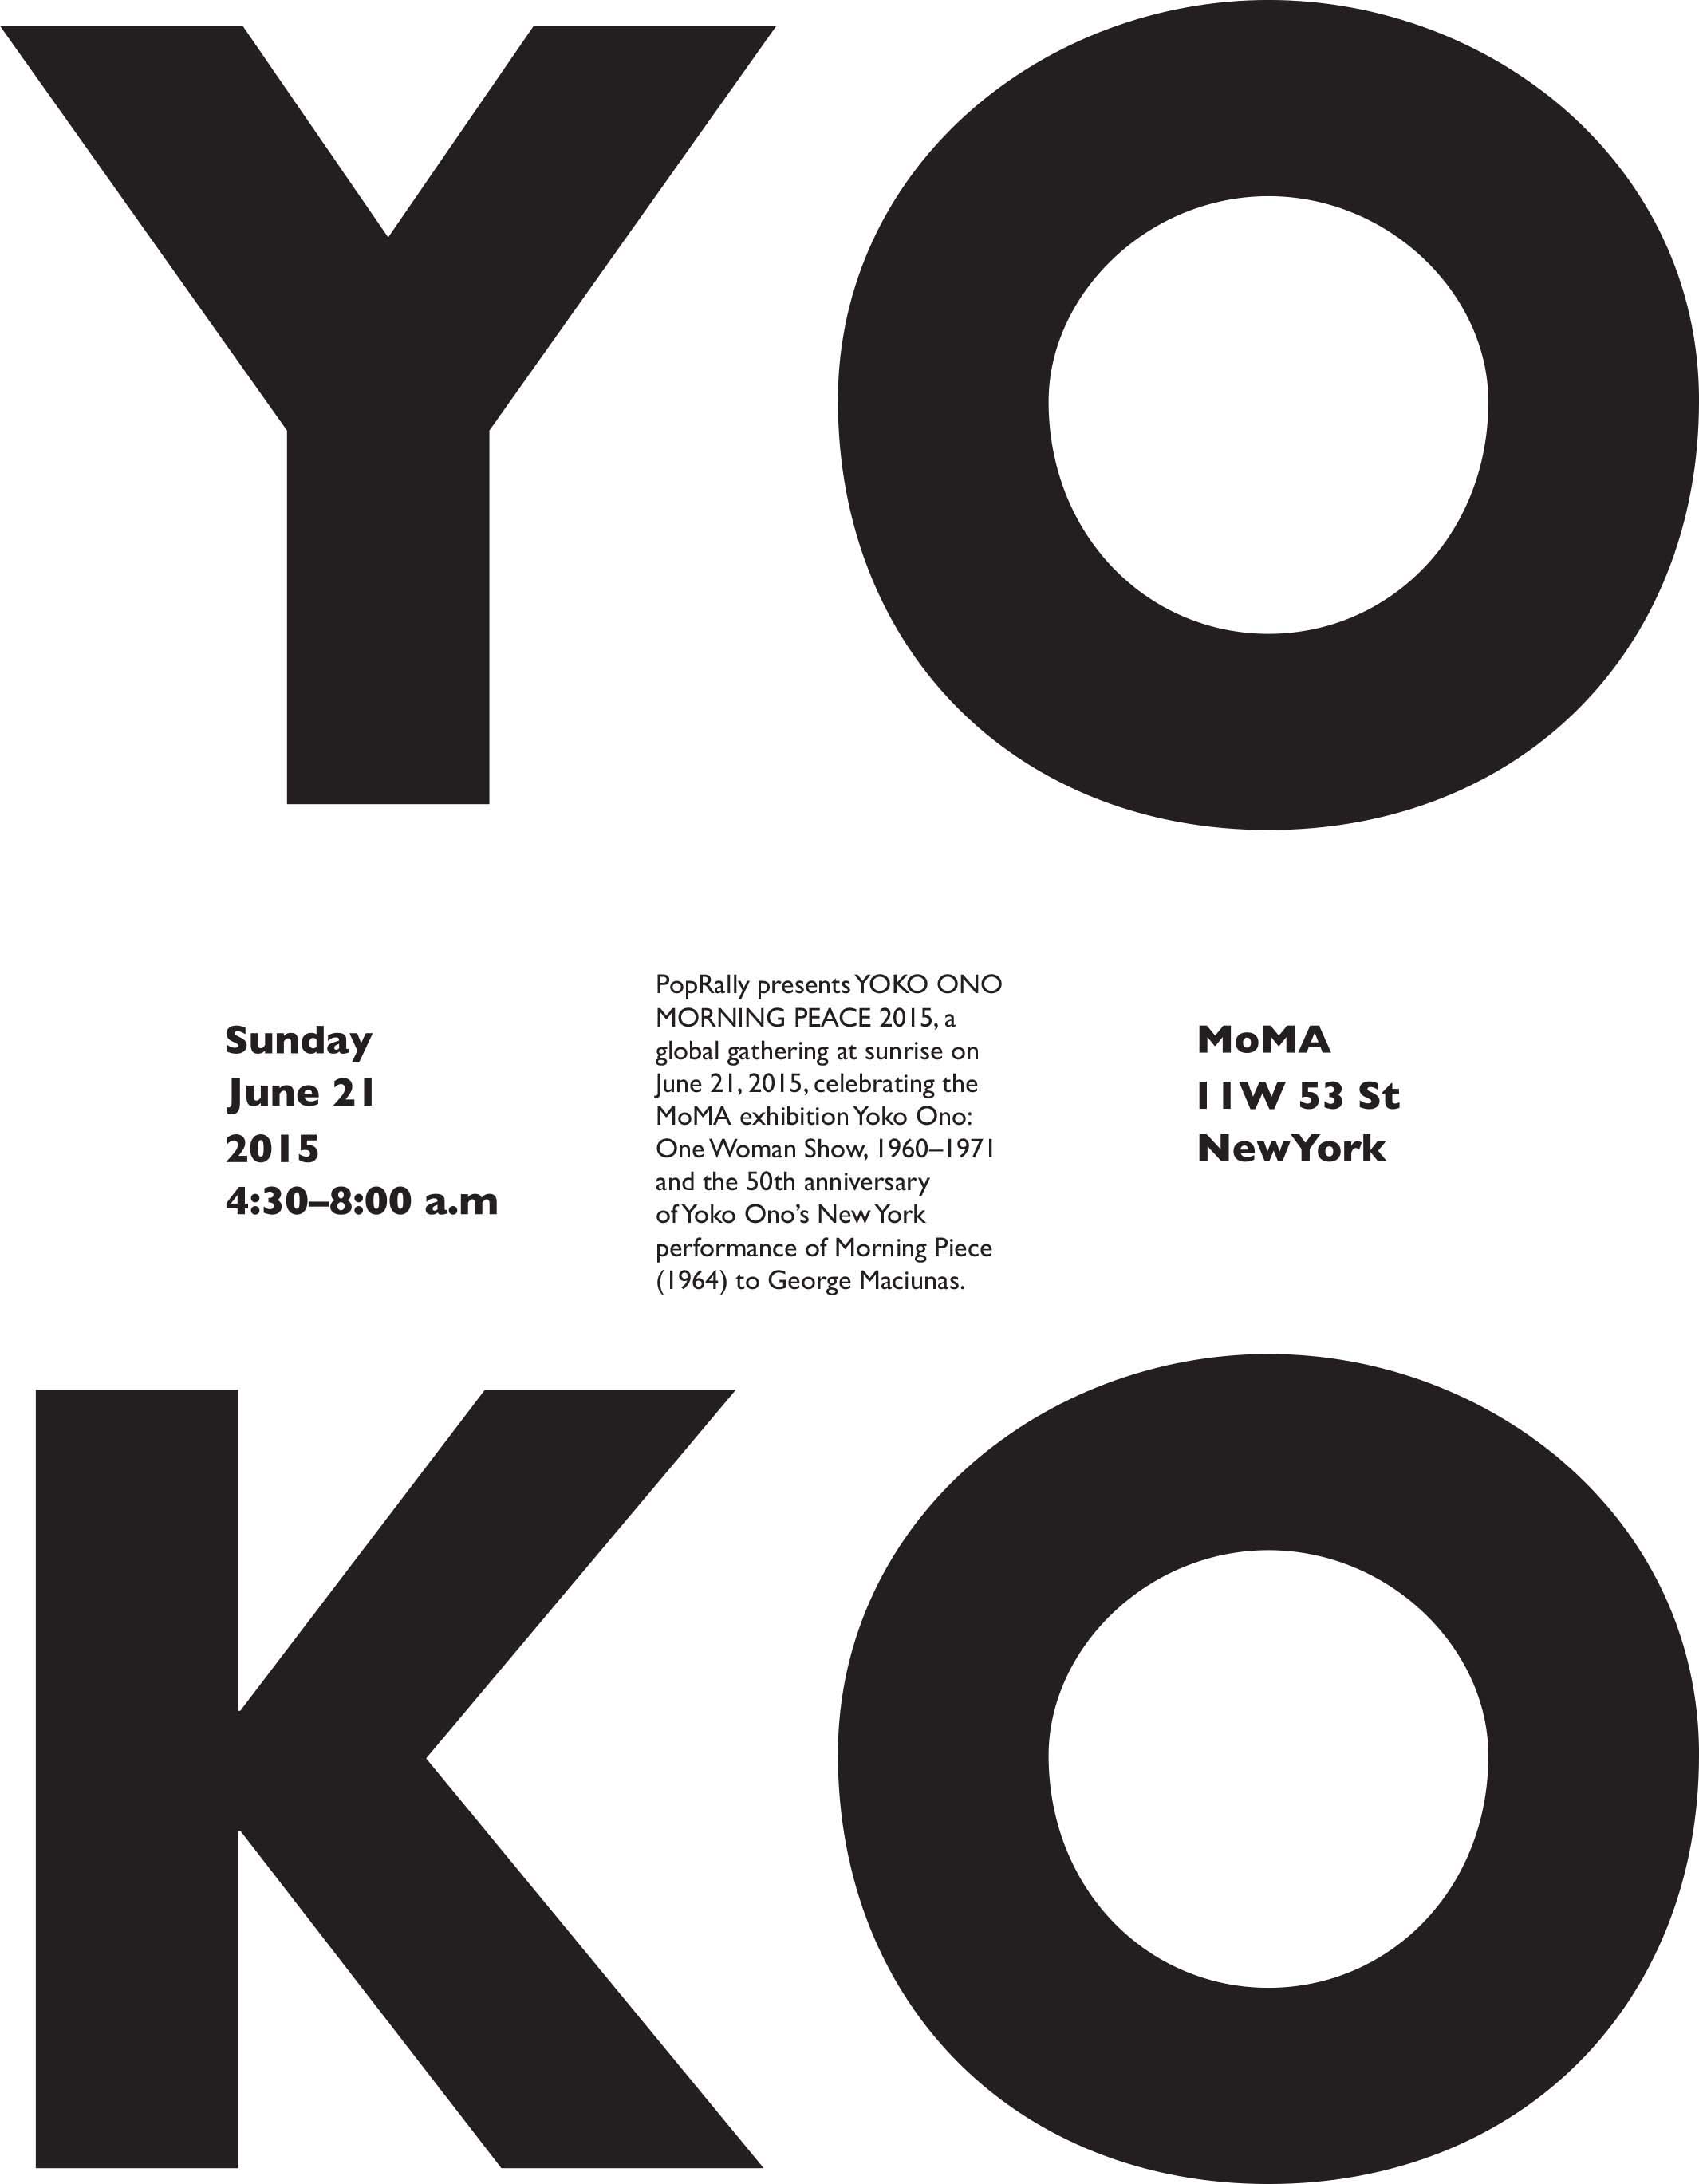 YO
Sunday
June 21
2015
4:30–8:00 a.m
PopRally presents YOKO ONO
MORNING PEACE 2015, a
global gathering at sunrise on
June 21, 2015, celebrating the
MoMA exhibition Yoko Ono:
One Woman Show, 1960–1971
and the 50th anniversary
of Yoko Ono’s New York
performance of Morning Piece
(1964) to George Maciunas.
MoMA
11W 53 St
NewYork
KO